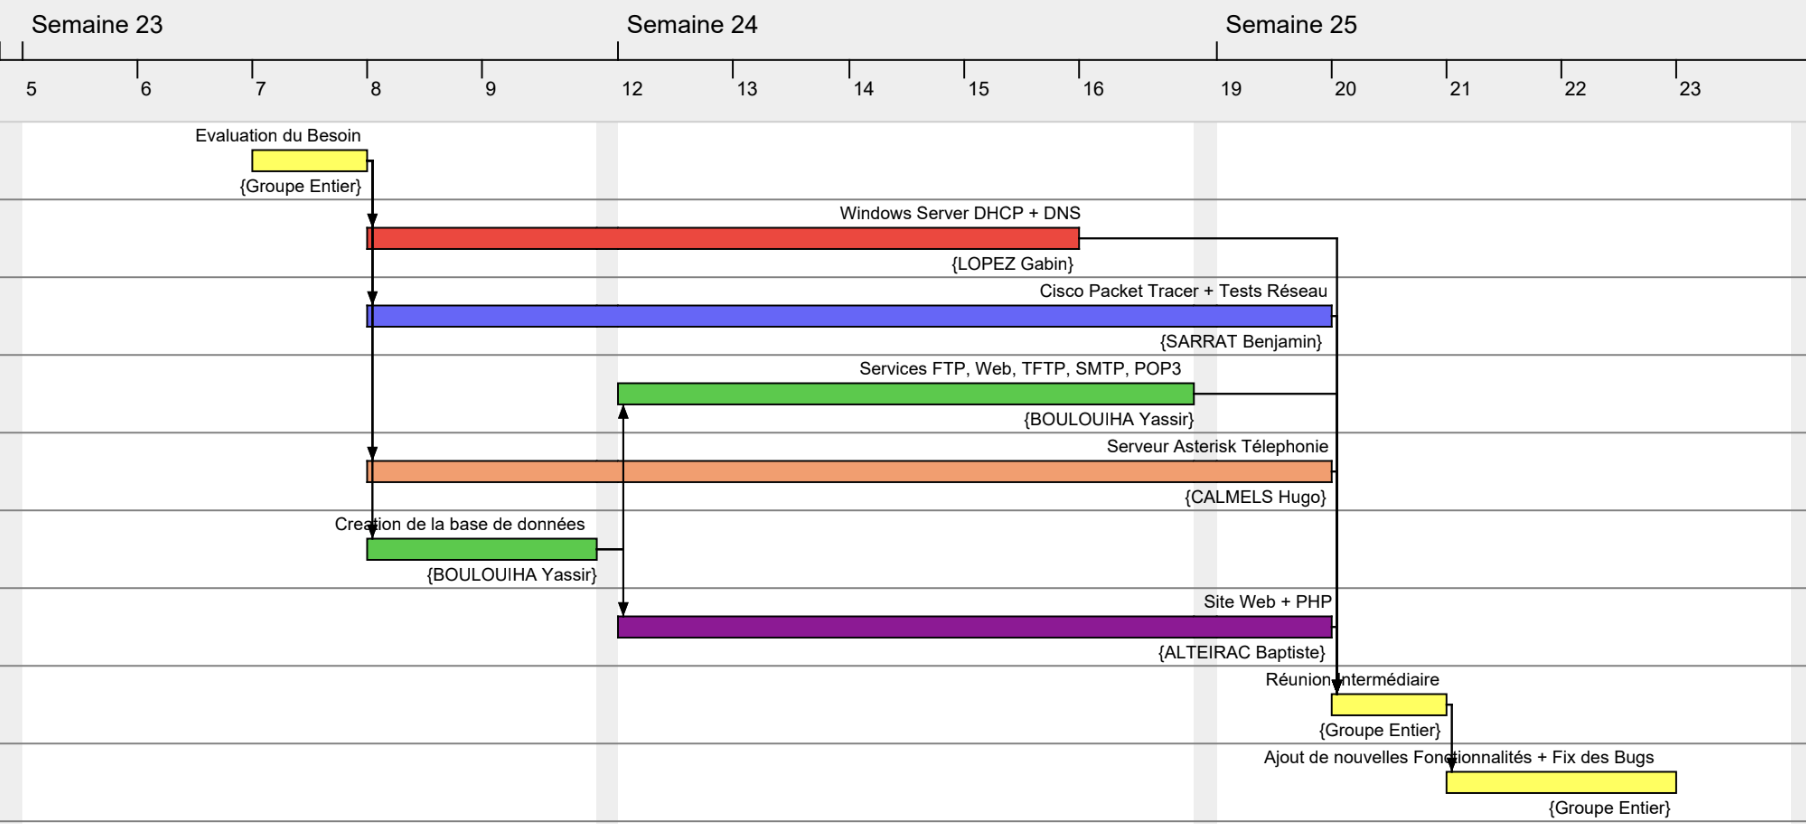 Semaine 23 Semaine 24 Semaine 25
5 6 7 8 9 12 13 14 15 16 19 20 21 22 23
Evaluation du Besoin
{Groupe Entier}
Windows Server DHCP + DNS
{LOPEZ Gabin}
Cisco Packet Tracer + Tests Réseau
{SARRAT Benjamin}
Services FTP, Web, TFTP, SMTP, POP3
{BOULOUIHA Yassir}
Serveur Asterisk Télephonie
{CALMELS Hugo}
Creation de la base de données
{BOULOUIHA Yassir}
Site Web + PHP
{ALTEIRAC Baptiste}
Réunion Intermédiaire
{Groupe Entier}
Ajout de nouvelles Fonctionnalités + Fix des Bugs
{Groupe Entier}